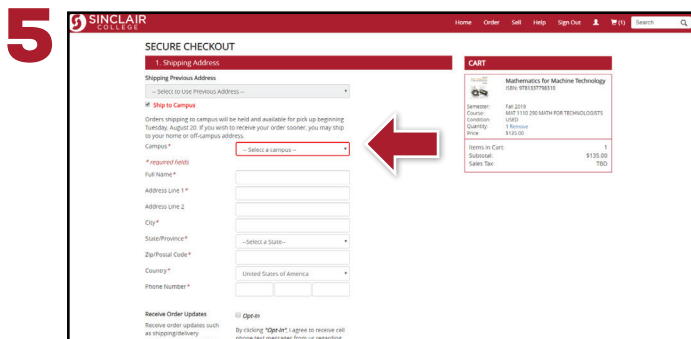 5
SINCLAIR
COLLEGE
Home Order Sell Help Sign Out (1) Search
SECURE CHECKOUT
1. Shipping Address
Shipping Previous Address
-- Select to Use Previous Address --
Ship to Campus
Orders shipping to campus will be held and available for pick up beginning
Tuesday, August 20. If you wish to receive your order sooner, you may ship
to your home or off-campus address.
Campus *
-- Select a campus --
* required fields
Full Name *
Address Line 1 *
Address Line 2
City *
State/Province *
--Select a State--
Zip/Postal Code *
Country *
United States of America
Phone Number *
Receive Order Updates
Opt-In
Receive order updates such
as shipping/delivery
By clicking "Opt-In", I agree to receive cell
phone text messages from us regarding
CART
Mathematics for Machine Technology
ISBN: 9781337798310
Semester: Fall 2019
Course: MAT 1110 290 MATH FOR TECHNOLOGISTS
Condition: USED
Quantity: 1 Remove
Price: $135.00
Items in Cart: 1
Subtotal: $135.00
Sales Tax: TBD